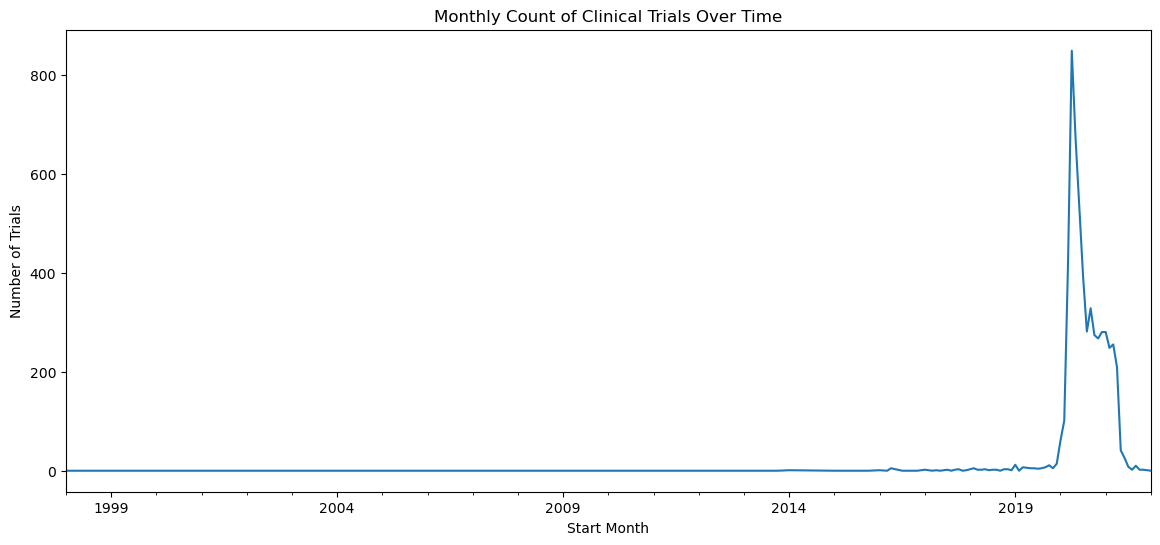 Monthly Count of Clinical Trials Over Time
Number of Trials
800
600
400
200
0
1999 2004 2009 2014 2019
Start Month